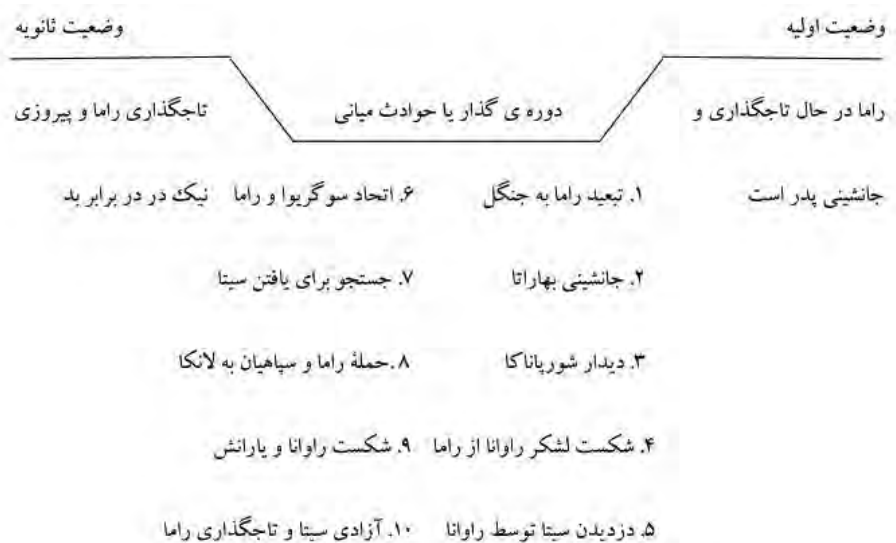 وضعیت اولیه
وضعیت ثانویه
راما در حال تاجگذاری و
دوره ی گذار یا حوادث میانی
تاجگذاری راما و پیروزی
جانشینی پدر است
۱. تبعید راما به جنگل
۶. اتحاد سوگریوا و راما
نیک در در برابر بد
۲. جانشینی بهاراتا
۷. جستجو برای یافتن سیتا
۳. دیدار شورپاناکا
۸.حملهٔ راما و سپاهیان به لانکا
۴. شکست لشکر راوانا از راما
۹. شکست راوانا و یارانش
۵. دزدیدن سیتا توسط راوانا
۱۰. آزادی سیتا و تاجگذاری راما